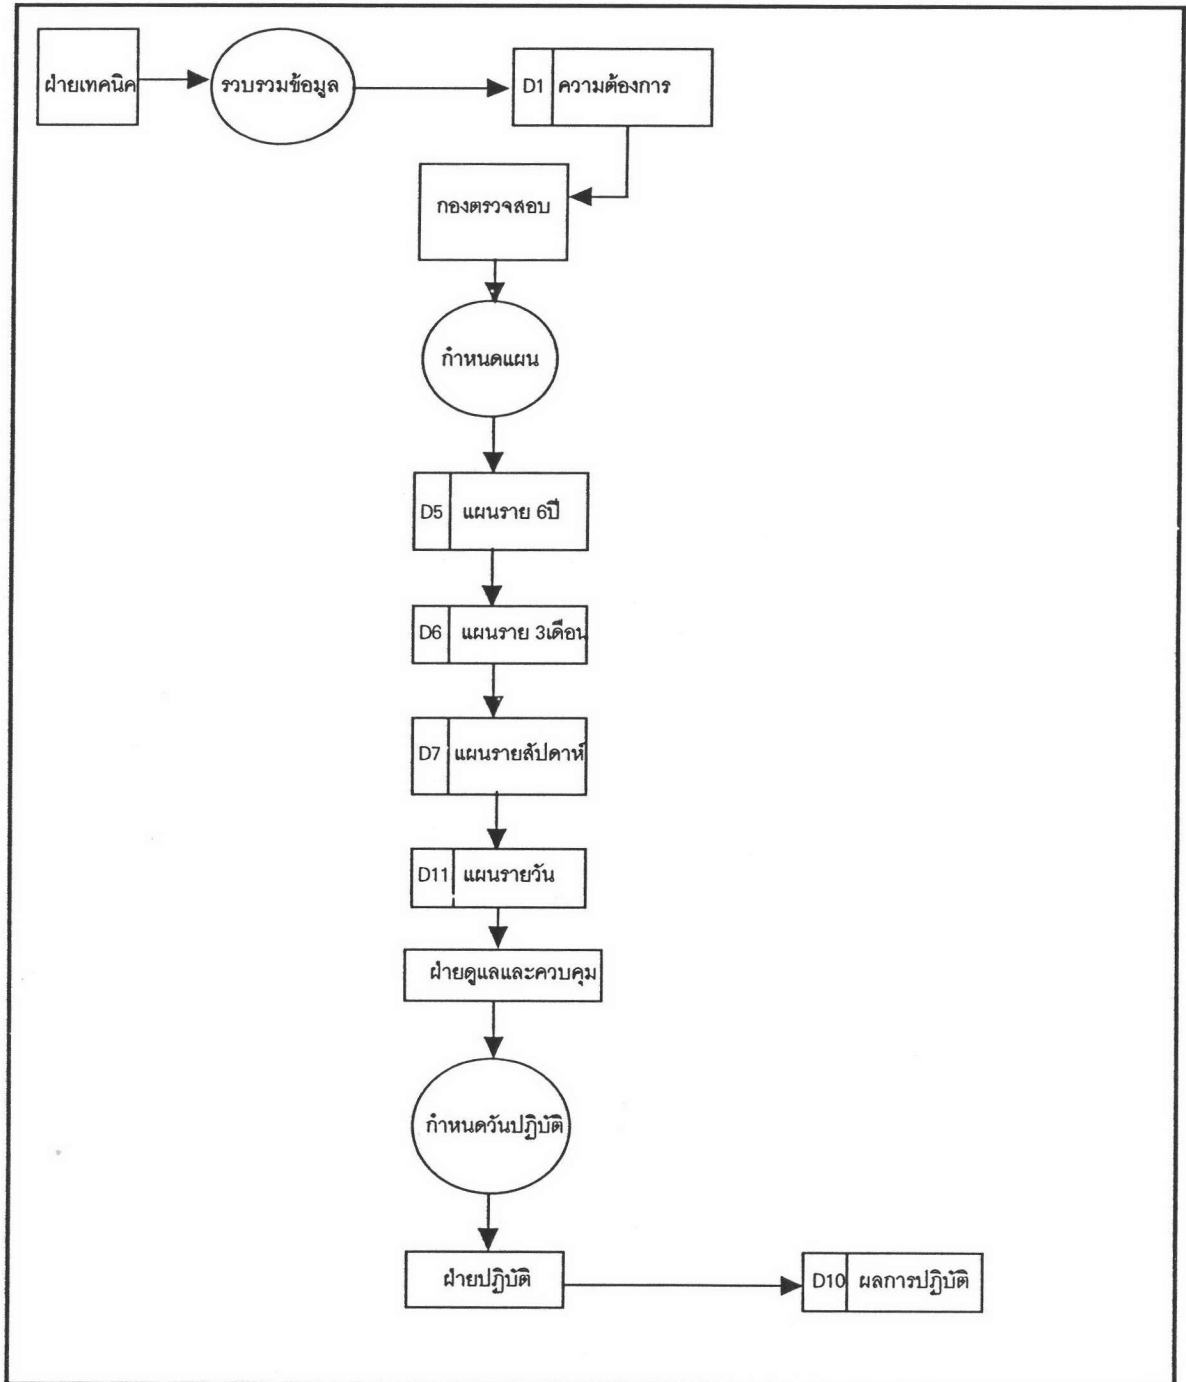 ฝ่ายเทคนิค
รวบรวมข้อมูล
D1 ความต้องการ
กองตรวจสอบ
กำหนดแผน
D5 แผนราย 6ปี
D6 แผนราย 3เดือน
D7 แผนรายสัปดาห์
D11 แผนรายวัน
ฝ่ายดูแลและควบคุม
กำหนดวันปฏิบัติ
ฝ่ายปฏิบัติ
D10 ผลการปฏิบัติ